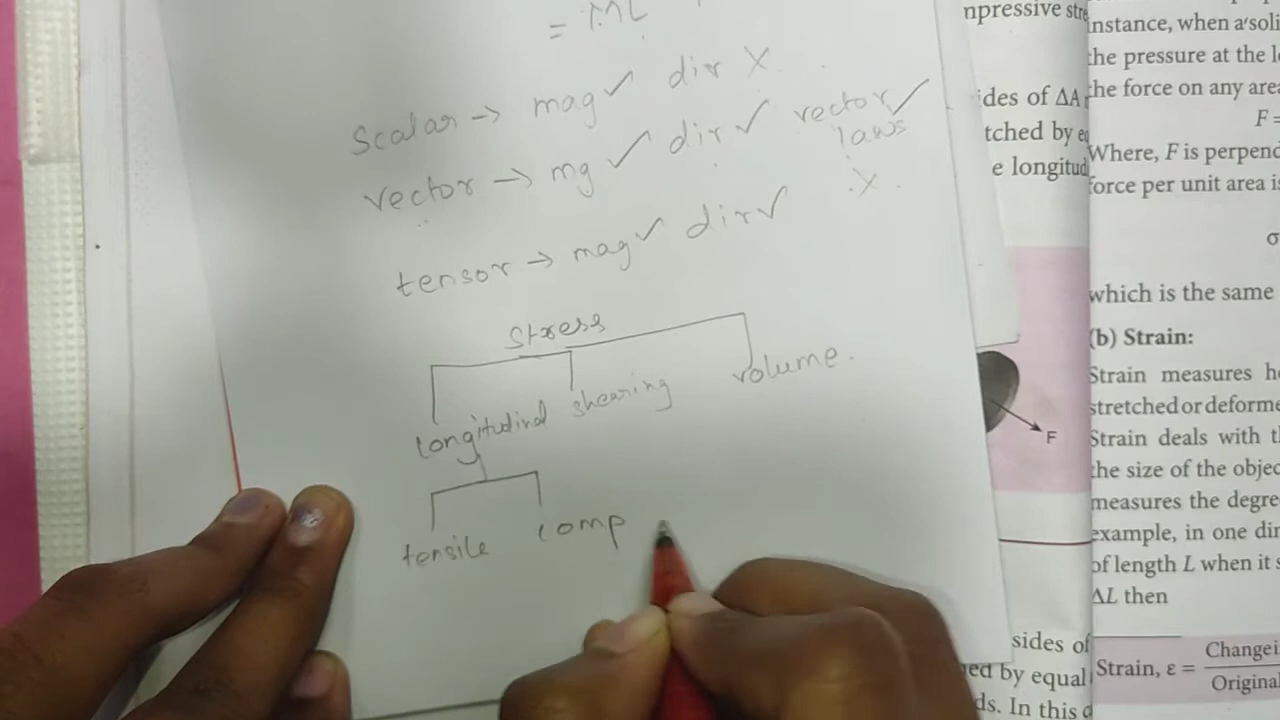 = ML
Scalar → mag ✓ dir X
vector → mg ✓ dir ✓ vector ✓
laws
tensor → mag ✓ dir ✓ X
Stress
longitudinal shearing volume.
tensile comp
npressive
ides of ΔA
tched by
e longitud
F
sides of
ed by equal
ds. In this
instance, when a soli
the pressure at the
the force on any area
F =
Where, F is perpend
force per unit area is
σ
which is the same
(b) Strain:
Strain measures
stretched or deforme
Strain deals with
the size of the objec
measures the degre
example, in one dir
of length L when it
ΔL then
Strain, ε = Change
Original